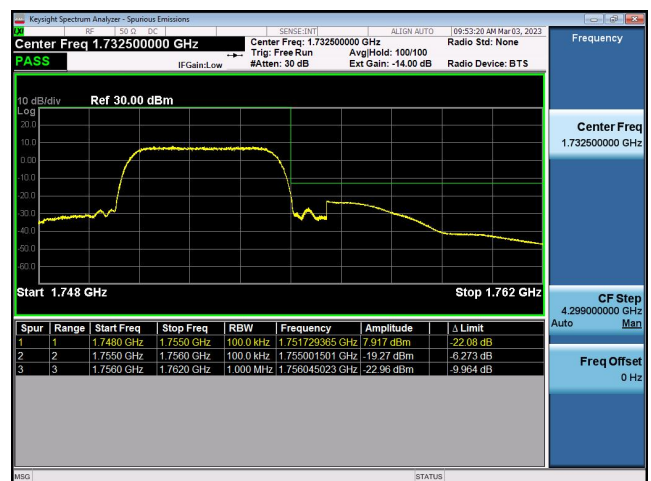 Keysight Spectrum Analyzer - Spurious Emissions
LXI RF 50 Ω DC SENSE:INT ALIGN AUTO 09:53:20 AM Mar 03, 2023
Center Freq 1.732500000 GHz Center Freq: 1.732500000 GHz Radio Std: None Frequency
Trig: Free Run Avg|Hold: 100/100
PASS IFGain:Low #Atten: 30 dB Ext Gain: -14.00 dB Radio Device: BTS
10 dB/div Ref 30.00 dBm
Log
20.0
10.0
0.00
-10.0
-20.0
-30.0
-40.0
-50.0
-60.0
Center Freq
1.732500000 GHz
Start 1.748 GHz Stop 1.762 GHz
CF Step
4.299000000 GHz
Auto Man
Spur Range Start Freq Stop Freq RBW Frequency Amplitude Δ Limit
1 1 1.7480 GHz 1.7550 GHz 100.0 kHz 1.751729365 GHz 7.917 dBm -22.08 dB
2 2 1.7550 GHz 1.7560 GHz 100.0 kHz 1.755001501 GHz -19.27 dBm -6.273 dB
3 3 1.7560 GHz 1.7620 GHz 1.000 MHz 1.756045023 GHz -22.96 dBm -9.964 dB
Freq Offset
0 Hz
MSG STATUS